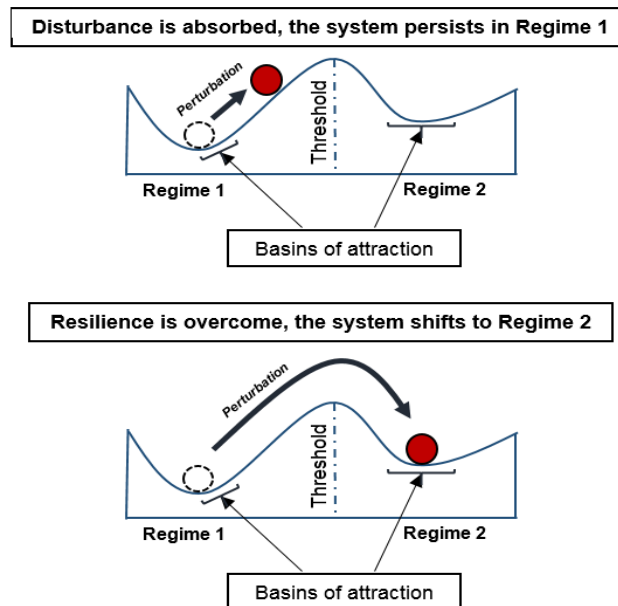 Disturbance is absorbed, the system persists in Regime 1
Perturbation
Threshold
Regime 1
Regime 2
Basins of attraction
Resilience is overcome, the system shifts to Regime 2
Perturbation
Threshold
Regime 1
Regime 2
Basins of attraction